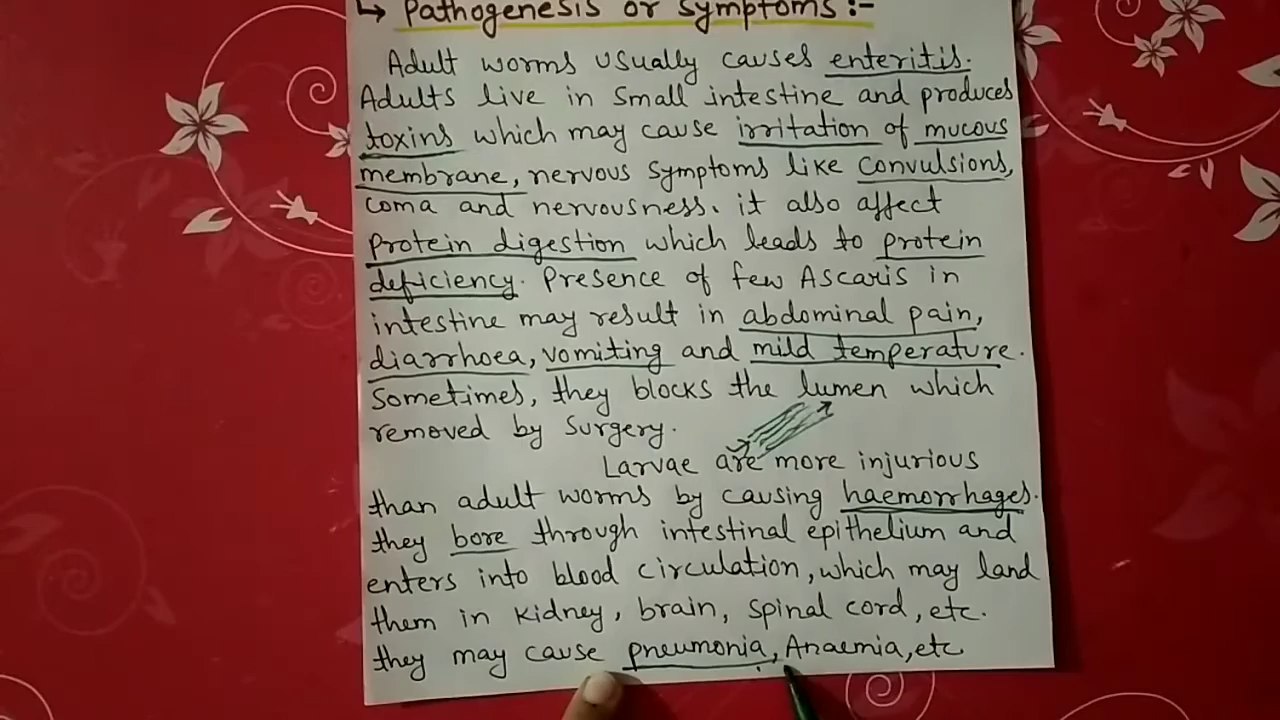 ↳ Pathogenesis or symptoms :-
Adult worms usually causes enteritis.
Adults live in small intestine and produces
toxins which may cause irritation of mucous
membrane, nervous symptoms like convulsions,
coma and nervousness. it also affect
protein digestion which leads to protein
deficiency. Presence of few Ascaris in
intestine may result in abdominal pain,
diarrhoea, vomiting and mild temperature.
Sometimes, they blocks the lumen which
removed by surgery.
Larvae are more injurious
than adult worms by causing haemorrhages.
they bore through intestinal epithelium and
enters into blood circulation, which may land
them in kidney, brain, spinal cord, etc.
they may cause pneumonia, Anaemia, etc